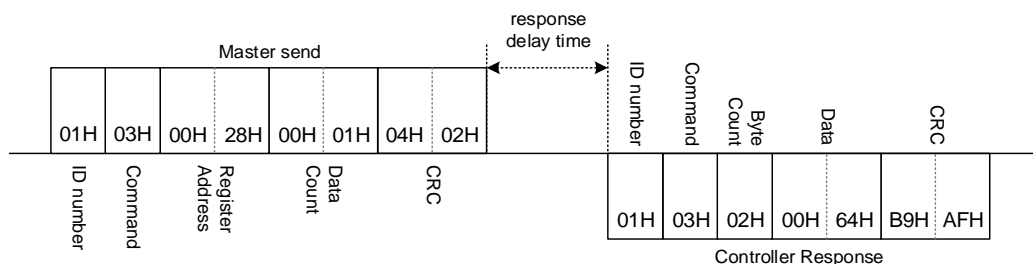 response
delay time
Master send
01H 03H 00H 28H 00H 01H 04H 02H
ID number
Command
Register
Address
Data
Count
CRC
ID number
Command
Byte
Count
Data
CRC
01H 03H 02H 00H 64H B9H AFH
Controller Response